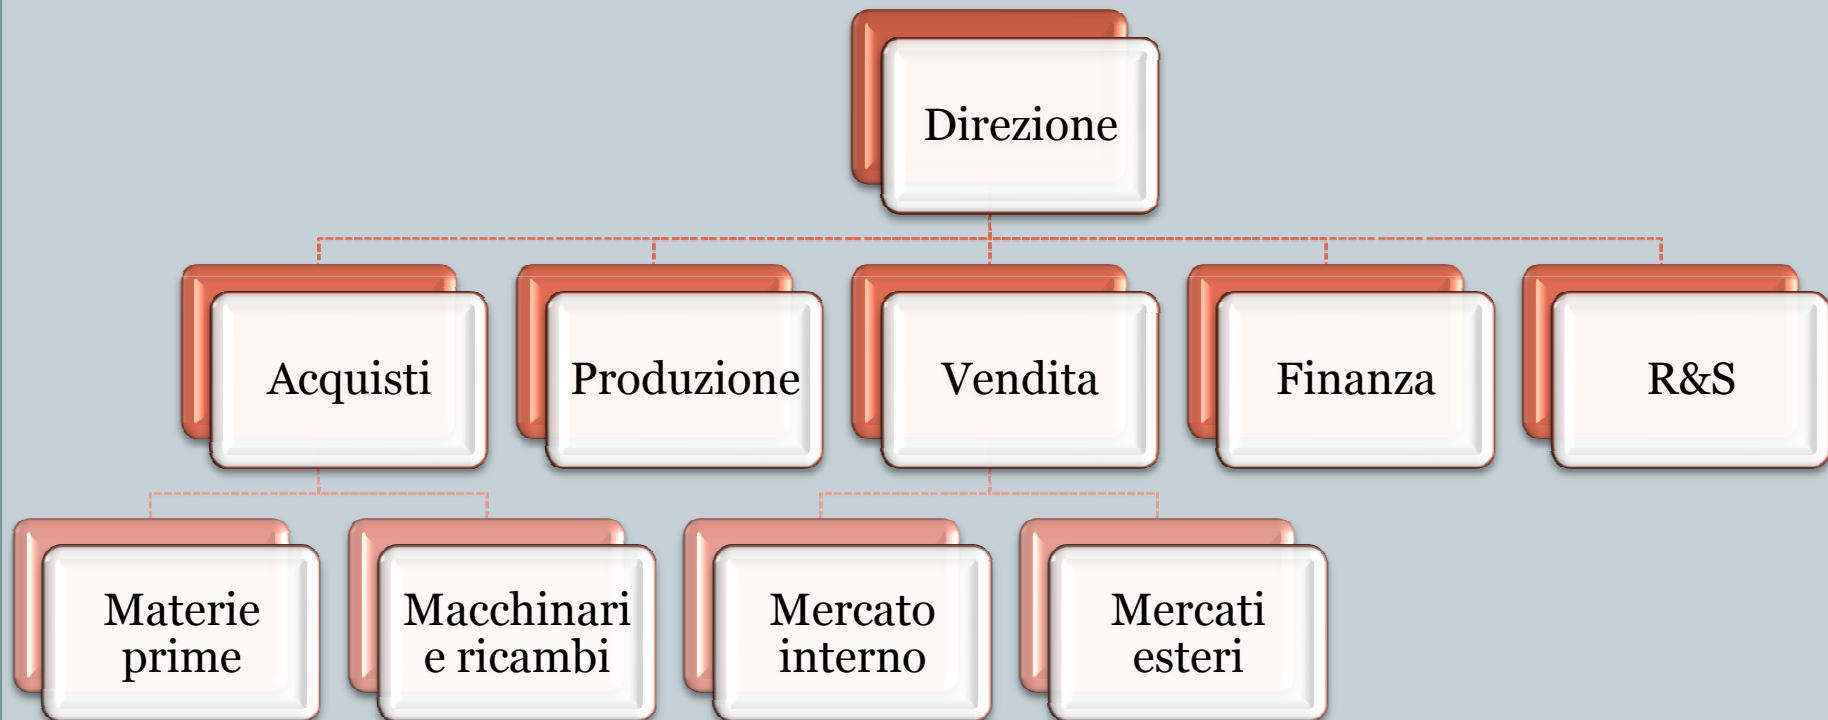 Direzione
Acquisti
Produzione
Vendita
Finanza
R&S
Materie
prime
Macchinari
e ricambi
Mercato
interno
Mercati
esteri